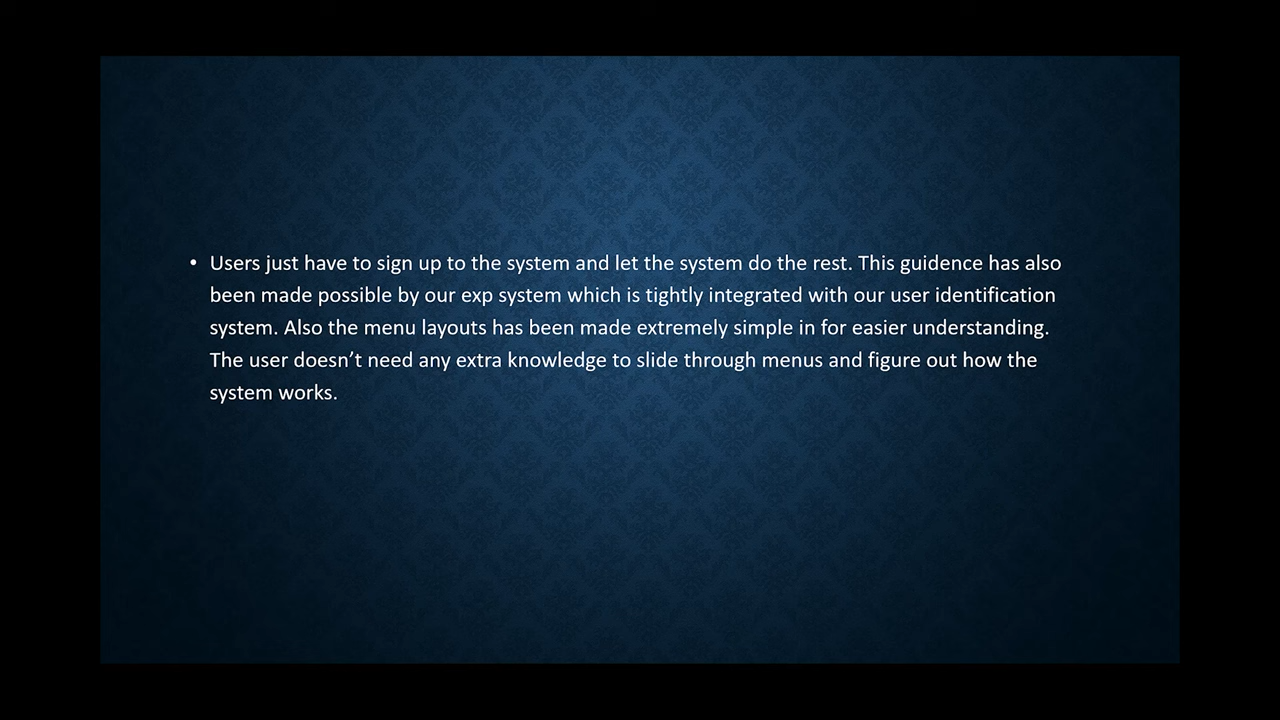 • Users just have to sign up to the system and let the system do the rest. This guidence has also
been made possible by our exp system which is tightly integrated with our user identification
system. Also the menu layouts has been made extremely simple in for easier understanding.
The user doesn’t need any extra knowledge to slide through menus and figure out how the
system works.